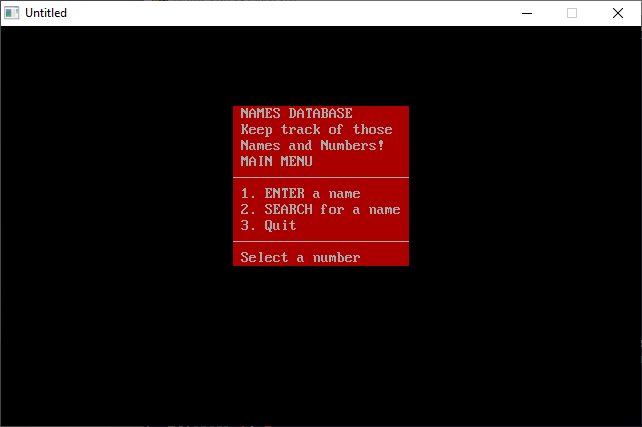 Untitled
NAMES DATABASE
Keep track of those
Names and Numbers!
MAIN MENU
1. ENTER a name
2. SEARCH for a name
3. Quit
Select a number